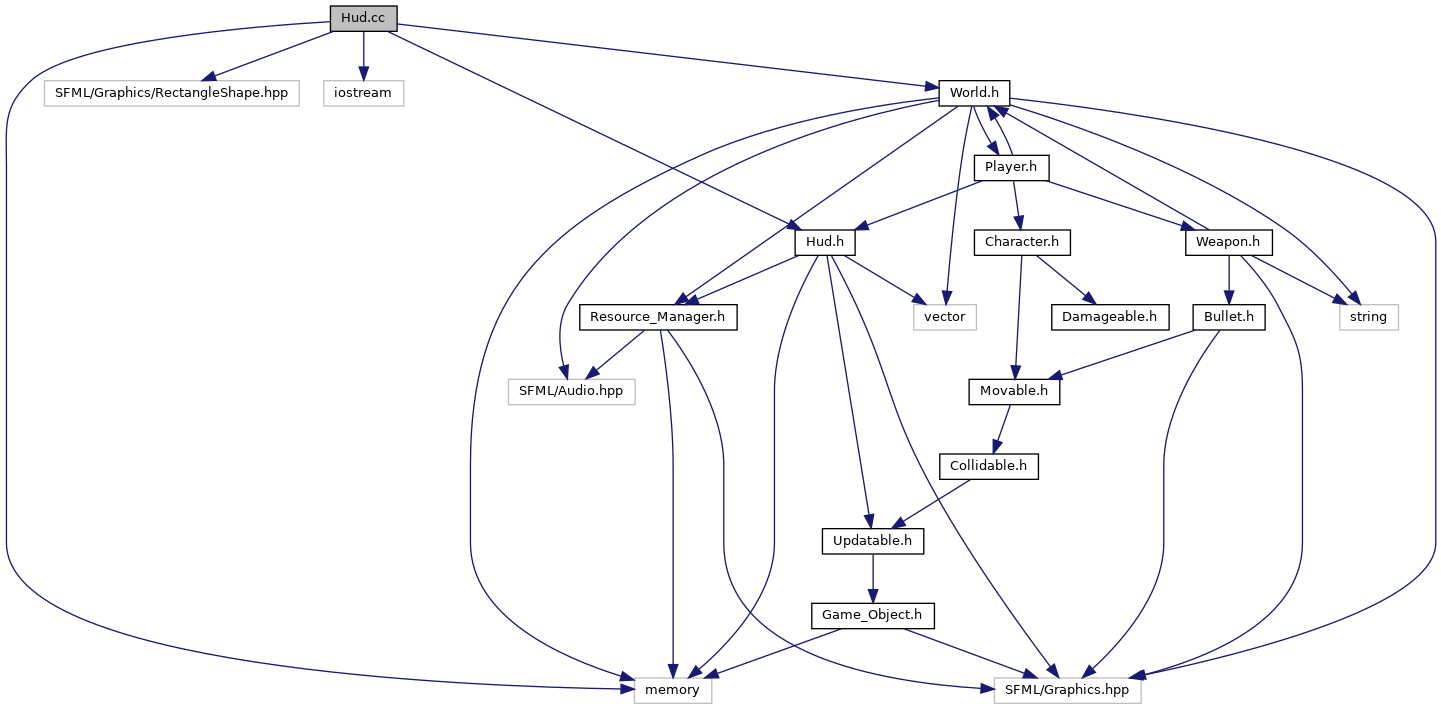 Hud.cc
SFML/Graphics/RectangleShape.hpp
iostream
World.h
Player.h
Hud.h
Character.h
Weapon.h
Resource_Manager.h
vector
Damageable.h
Bullet.h
string
SFML/Audio.hpp
Movable.h
Collidable.h
Updatable.h
Game_Object.h
memory
SFML/Graphics.hpp